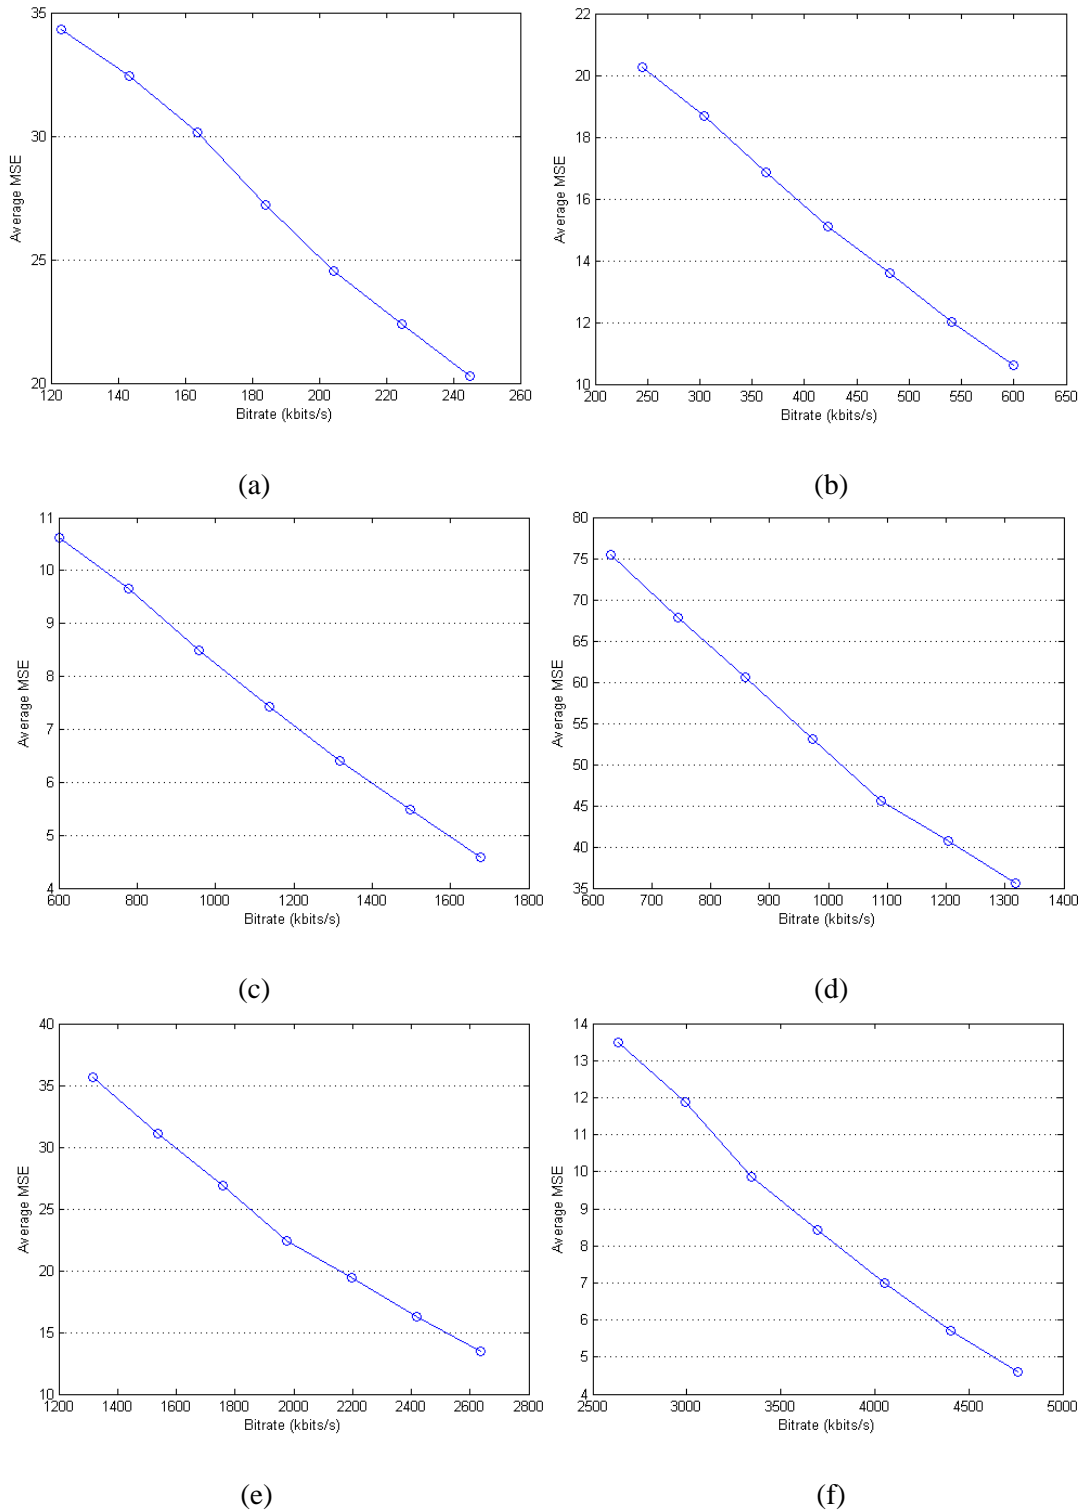 35
30
25
20
120 140 160 180 200 220 240 260
Average MSE
Bitrate (kbits/s)
(a)
22
20
18
16
14
12
10
200 250 300 350 400 450 500 550 600 650
Average MSE
Bitrate (kbits/s)
(b)
11
10
9
8
7
6
5
4
600 800 1000 1200 1400 1600 1800
Average MSE
Bitrate (kbits/s)
(c)
80
75
70
65
60
55
50
45
40
35
600 700 800 900 1000 1100 1200 1300 1400
Average MSE
Bitrate (kbits/s)
(d)
40
35
30
25
20
15
10
1200 1400 1600 1800 2000 2200 2400 2600 2800
Average MSE
Bitrate (kbits/s)
(e)
14
13
12
11
10
9
8
7
6
5
4
2500 3000 3500 4000 4500 5000
Average MSE
Bitrate (kbits/s)
(f)